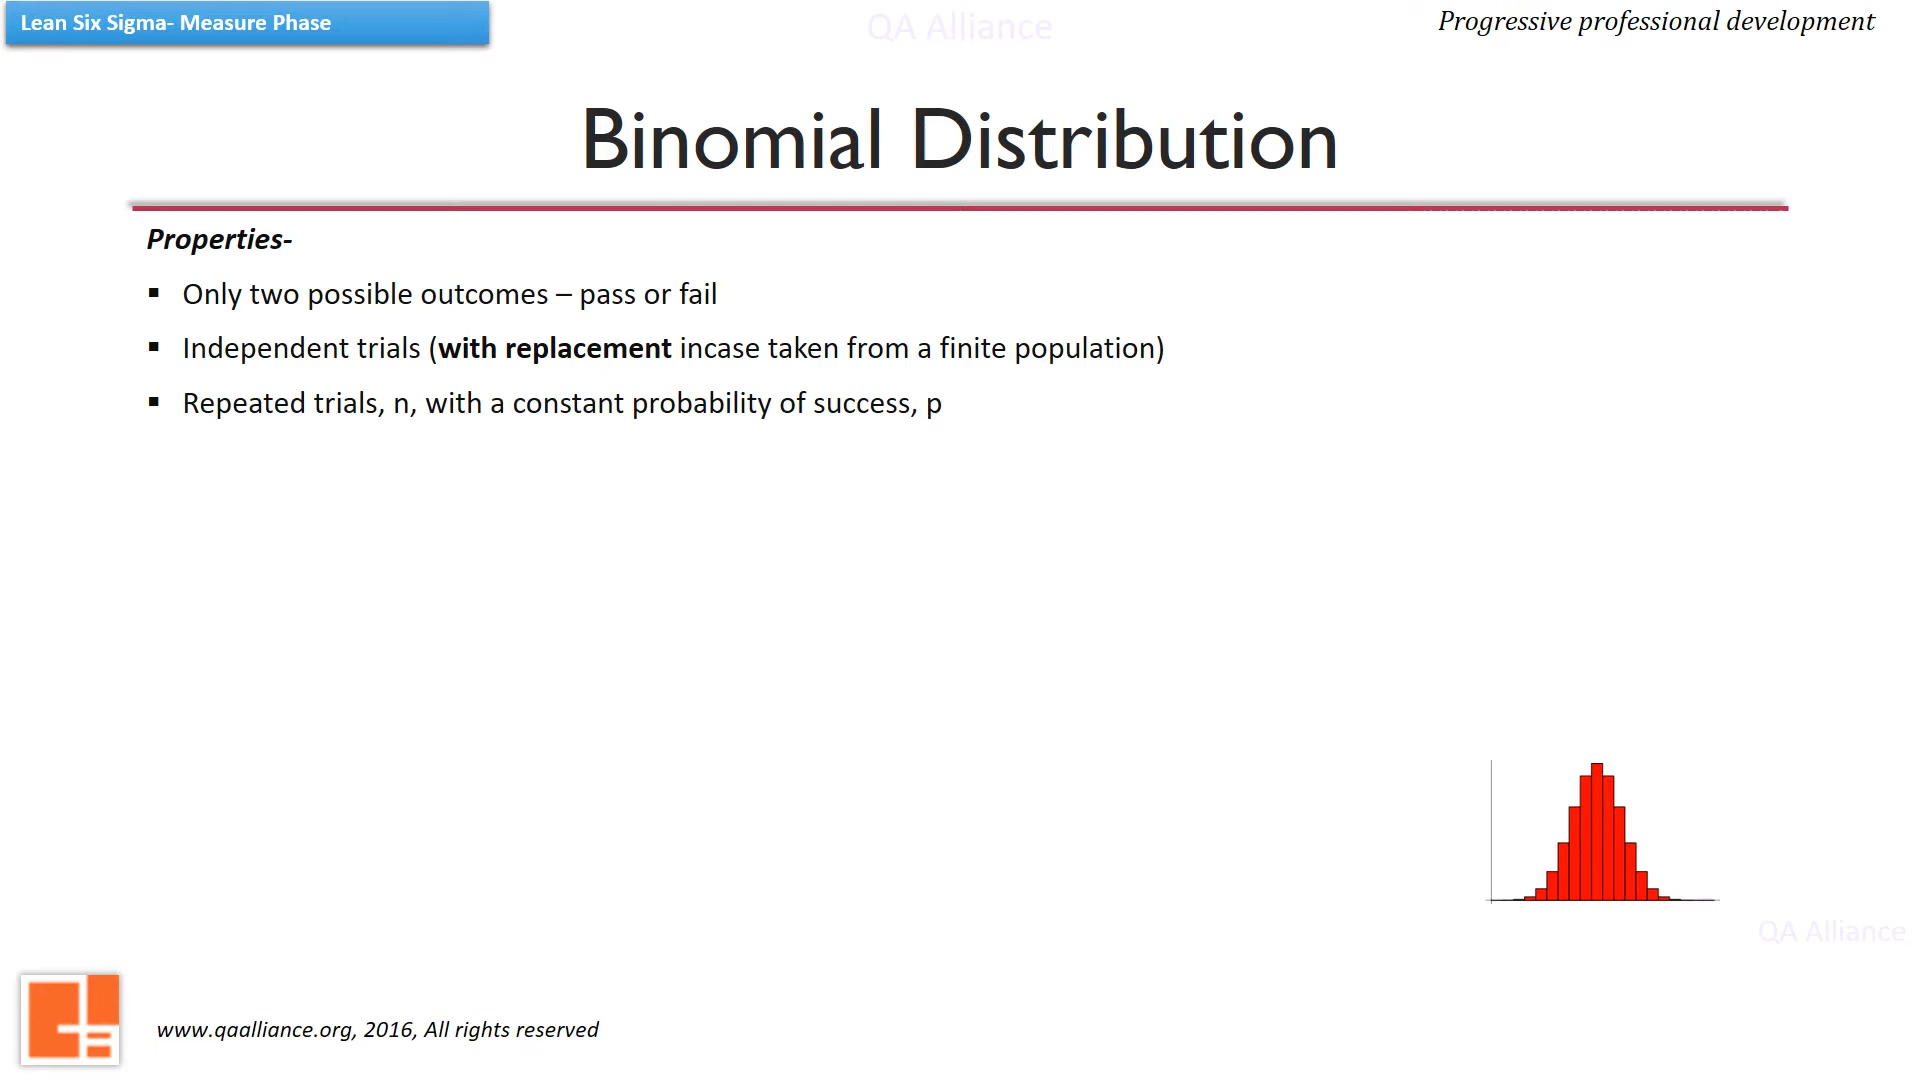 Lean Six Sigma- Measure Phase
QA Alliance
Progressive professional development
Binomial Distribution
Properties-
▪ Only two possible outcomes – pass or fail
▪ Independent trials (with replacement incase taken from a finite population)
▪ Repeated trials, n, with a constant probability of success, p
QA Alliance
www.qaalliance.org, 2016, All rights reserved